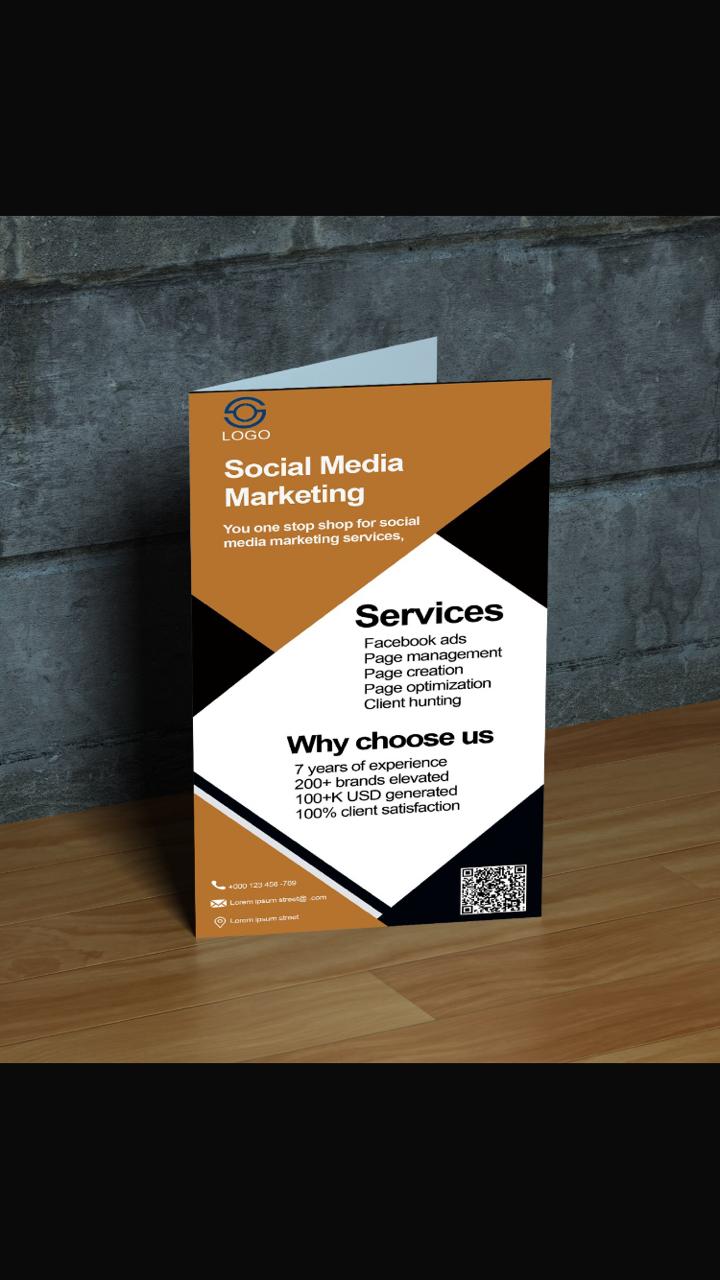 LOGO
Social Media
Marketing
You one stop shop for social
media marketing services,
Services
Facebook ads
Page management
Page creation
Page optimization
Client hunting
Why choose us
7 years of experience
200+ brands elevated
100+K USD generated
100% client satisfaction
+000 123 456 -789
Lorem ipsum street@ .com
Lorem ipsum street